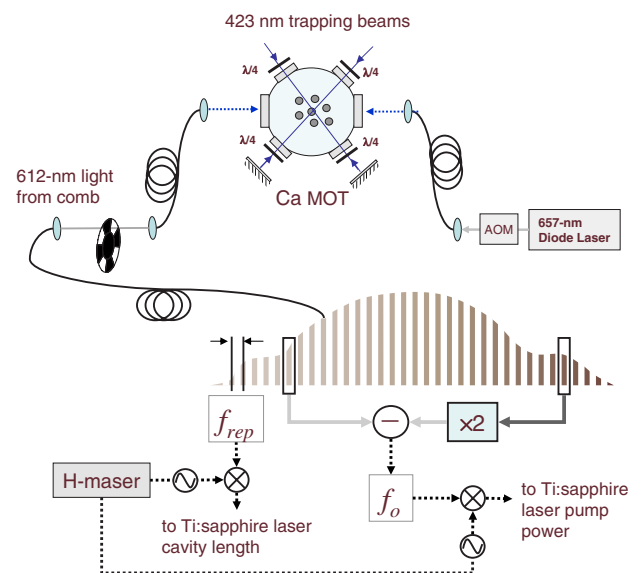 423 nm trapping beams
λ/4
λ/4
λ/4
λ/4
Ca MOT
612-nm light
from comb
AOM
657-nm
Diode Laser
f_rep
−
x2
H-maser
f_o
to Ti:sapphire laser
cavity length
to Ti:sapphire
laser pump
power